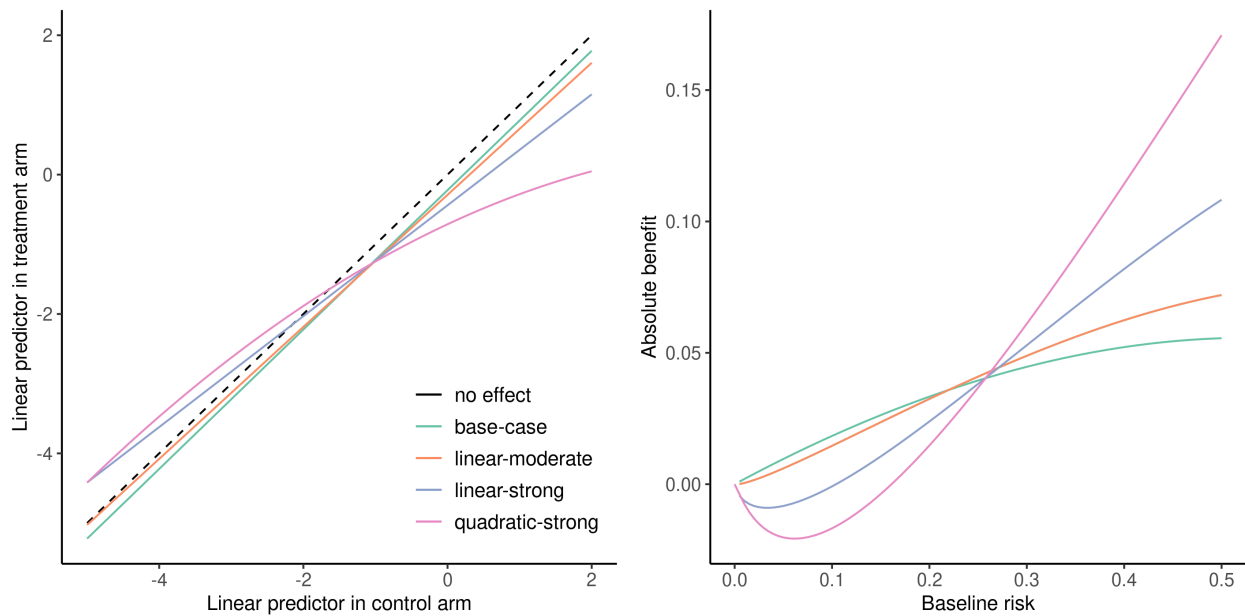 Linear predictor in treatment arm
2
0
-2
-4
-4
-2
0
2
Linear predictor in control arm
no effect
base-case
linear-moderate
linear-strong
quadratic-strong
Absolute benefit
0.15
0.10
0.05
0.00
0.0
0.1
0.2
0.3
0.4
0.5
Baseline risk